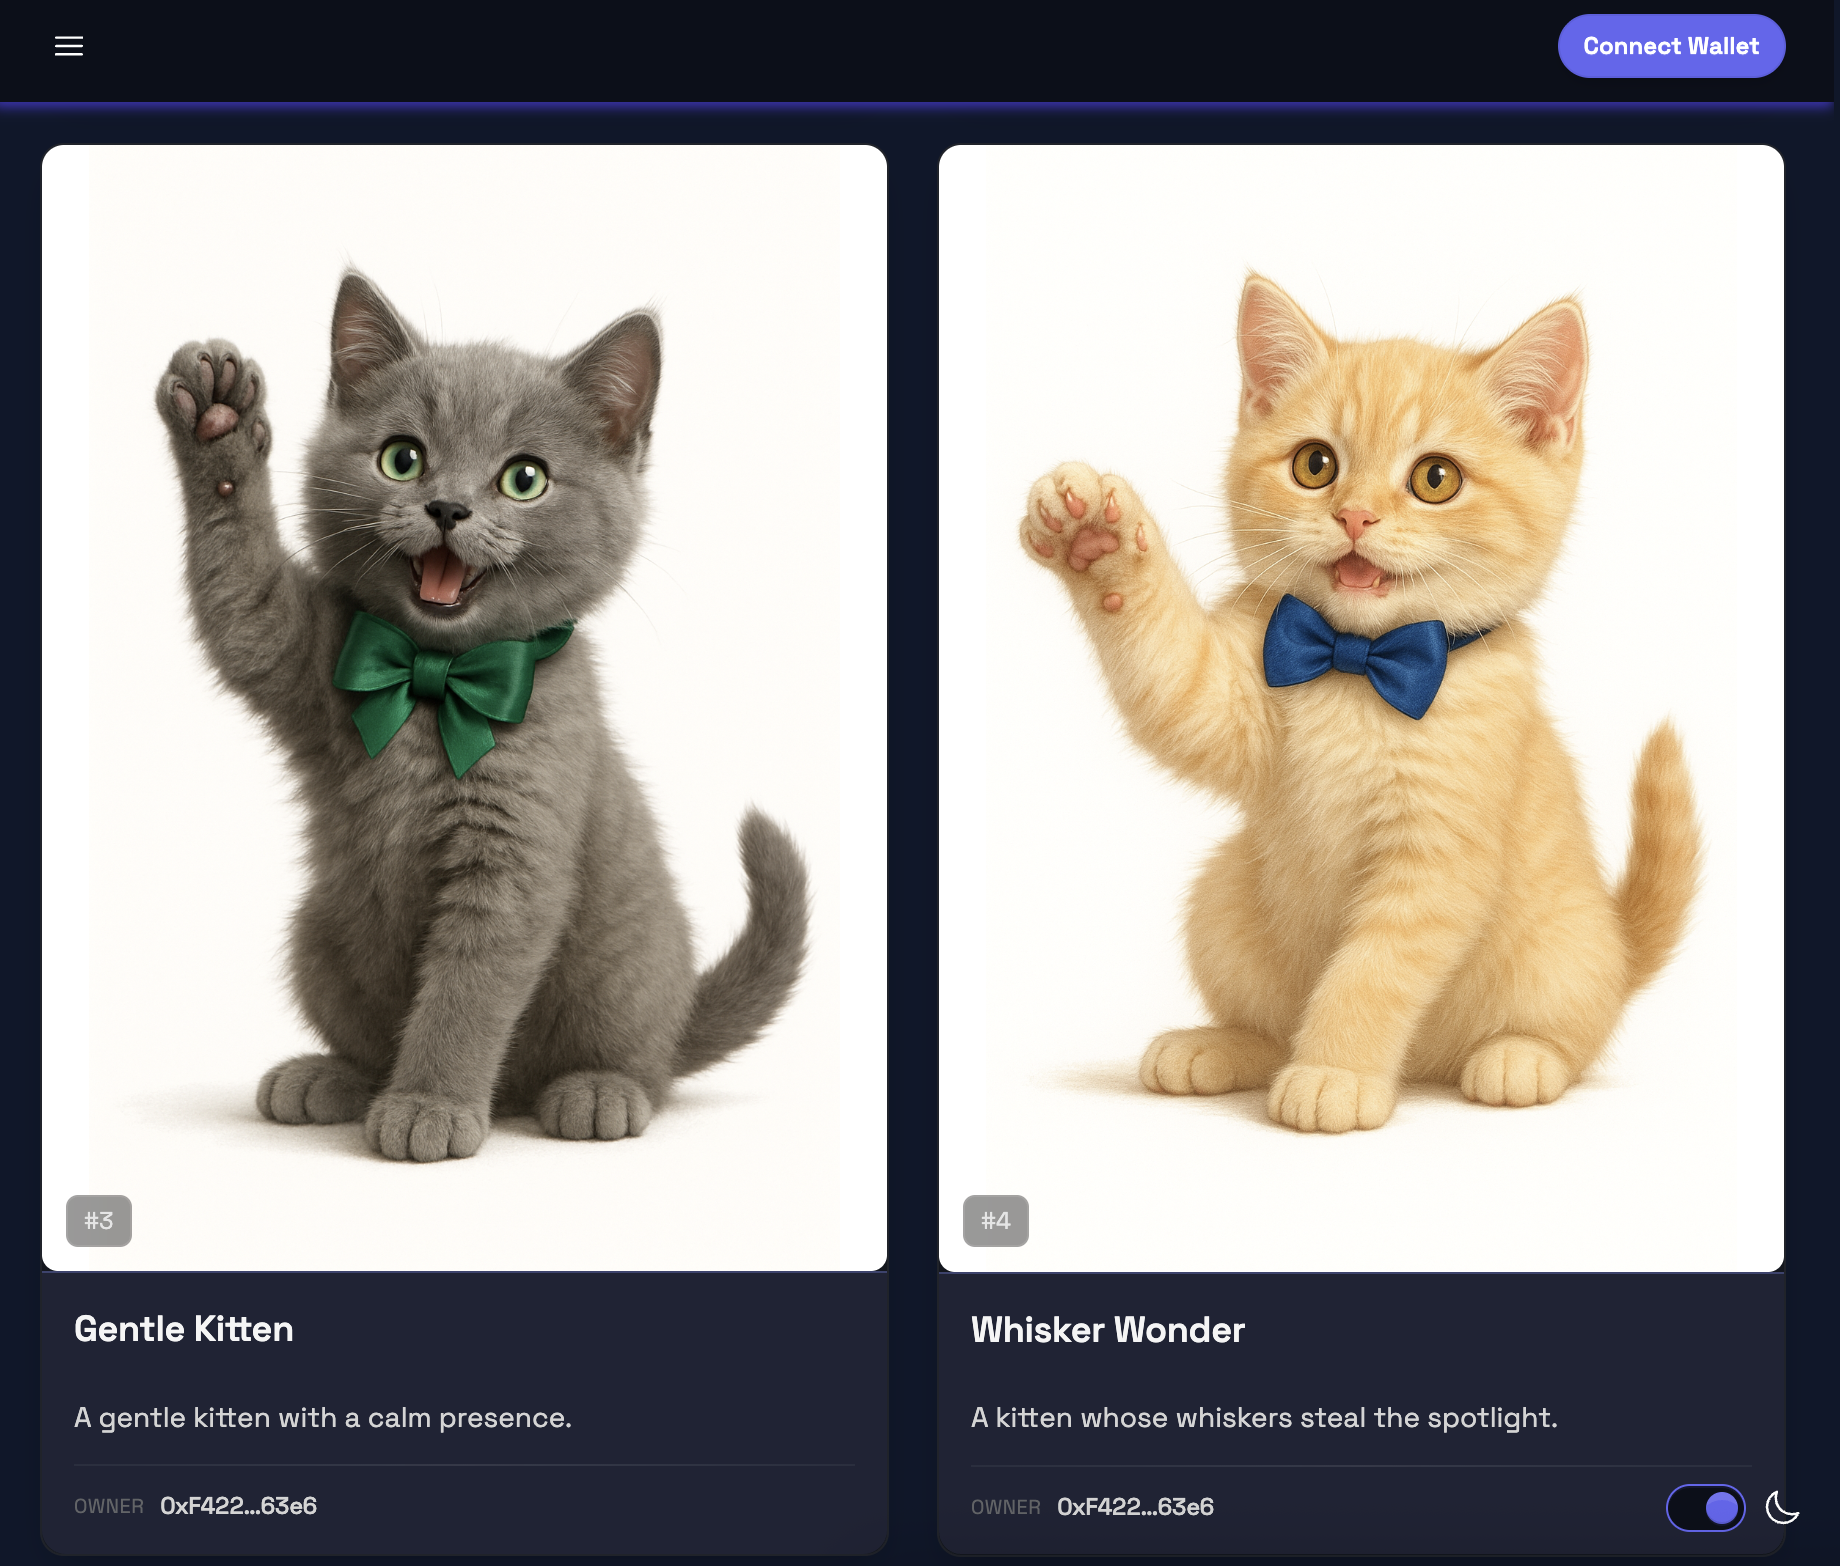 Connect Wallet
#3
#4
Gentle Kitten
Whisker Wonder
A gentle kitten with a calm presence.
A kitten whose whiskers steal the spotlight.
OWNER 0xF422...63e6
OWNER 0xF422...63e6